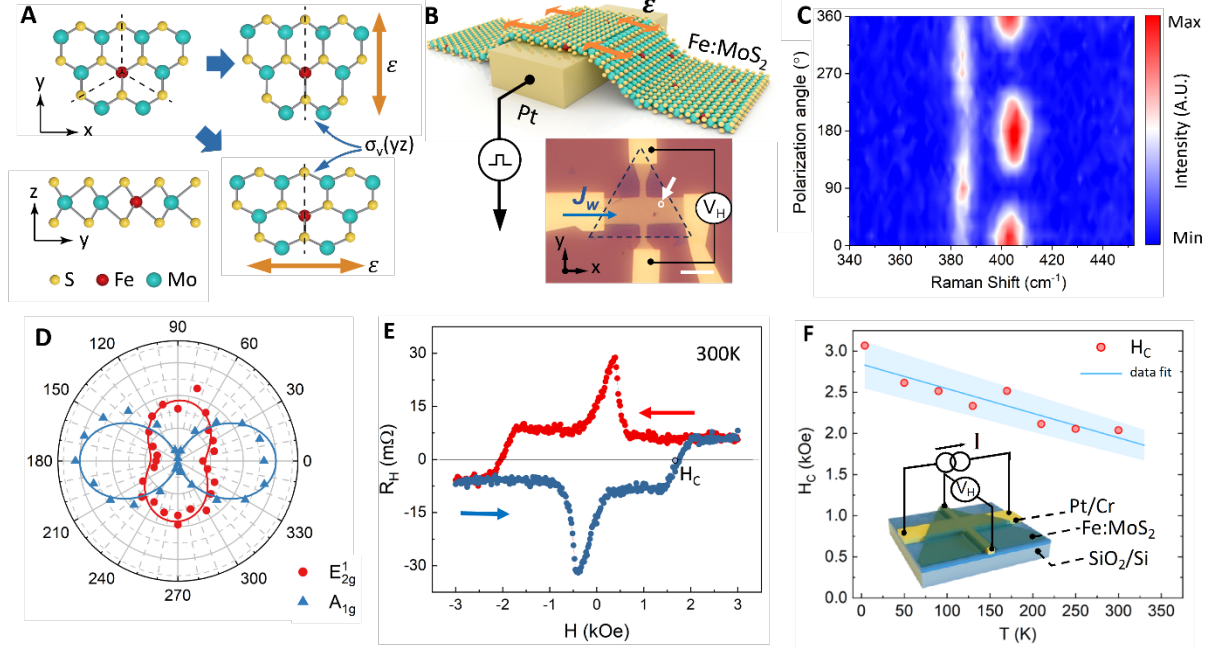 A
y
x
ε
σv(yz)
z
y
ε
S
Fe
Mo
B
ε
Fe:MoS2
Pt
JW
VH
y
x
C
Polarization angle (°)
360
270
180
90
0
340
360
380
400
420
440
Raman Shift (cm-1)
Max
Intensity (A.U.)
Min
D
90
120
60
150
30
180
0
210
330
240
300
270
E12g
A1g
E
300K
RH (mΩ)
30
15
0
-15
-30
HC
-3
-2
-1
0
1
2
3
H (kOe)
F
HC
data fit
HC (kOe)
3.0
2.5
2.0
1.5
1.0
0.5
0.0
I
VH
Pt/Cr
Fe:MoS2
SiO2/Si
0
50
100
150
200
250
300
T (K)